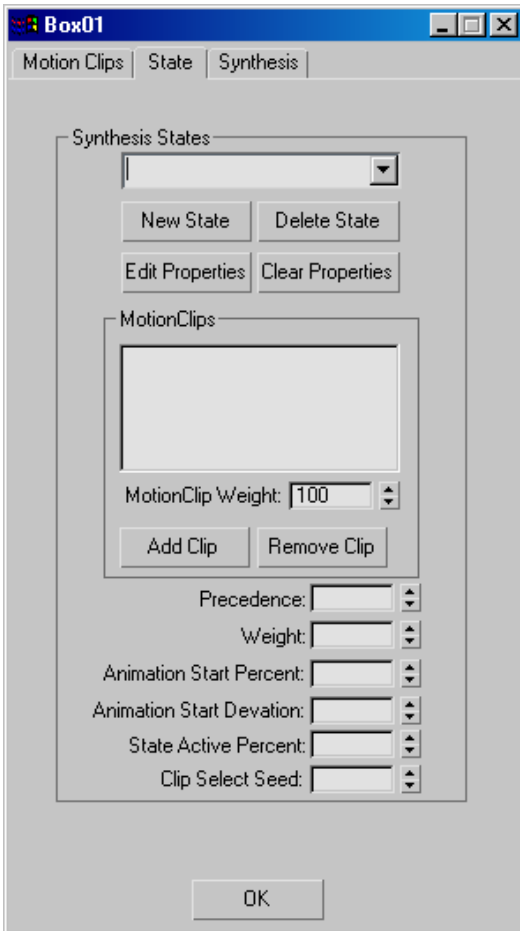 Box01
Motion Clips State Synthesis
Synthesis States
New State Delete State
Edit Properties Clear Properties
MotionClips
MotionClip Weight: 100
Add Clip Remove Clip
Precedence:
Weight:
Animation Start Percent:
Animation Start Devation:
State Active Percent:
Clip Select Seed:
OK